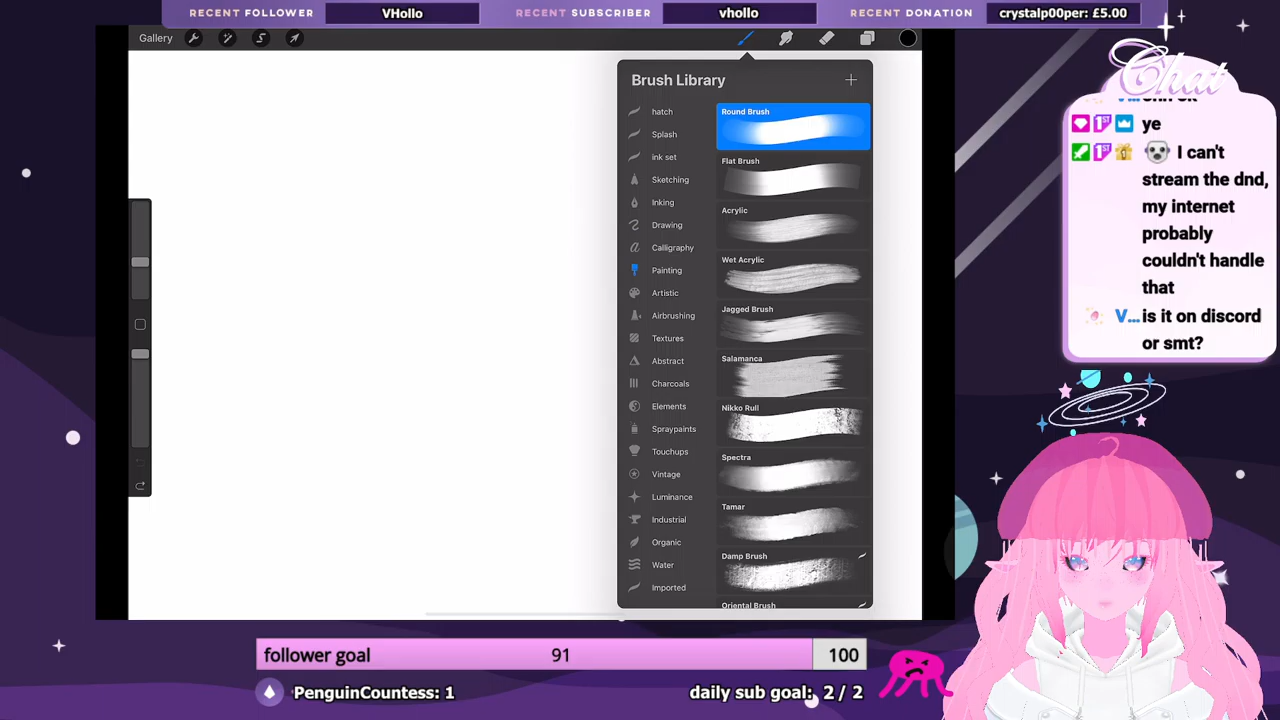 RECENT FOLLOWER VHollo RECENT SUBSCRIBER vhollo RECENT DONATION crystalp00per: £5.00
Gallery
Brush Library
hatch
Splash
ink set
Sketching
Inking
Drawing
Calligraphy
Painting
Artistic
Airbrushing
Textures
Abstract
Charcoals
Elements
Spraypaints
Touchups
Vintage
Luminance
Industrial
Organic
Water
Imported
Round Brush
Flat Brush
Acrylic
Wet Acrylic
Jagged Brush
Salamanca
Nikko Rull
Spectra
Tamar
Damp Brush
Oriental Brush
Chat
ye
I can't
stream the dnd,
my internet
probably
couldn't handle
that
V... is it on discord
or smt?
follower goal 91 100
PenguinCountess: 1 daily sub goal: 2 / 2